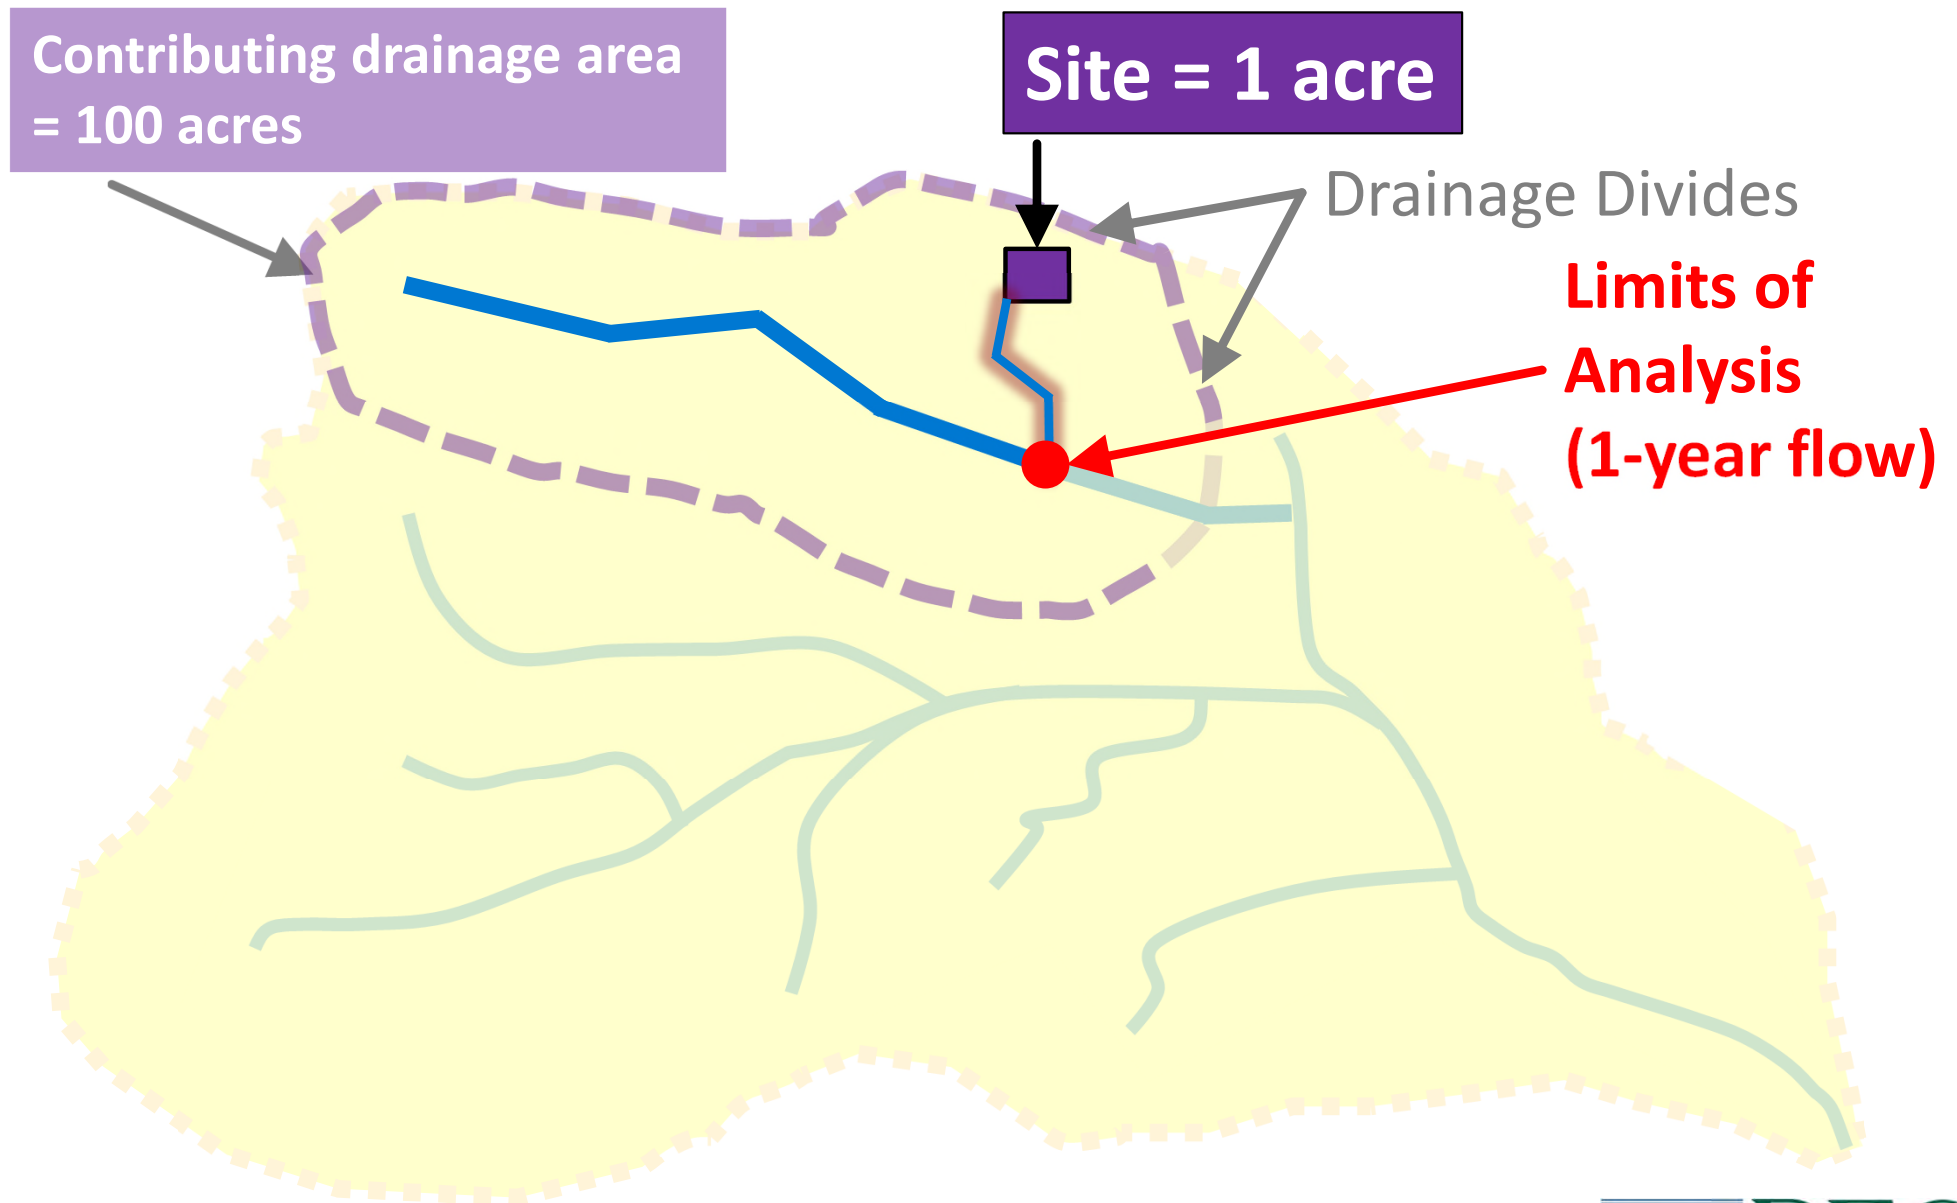 Contributing drainage area
= 100 acres
Site = 1 acre
Drainage Divides
Limits of
Analysis
(1-year flow)